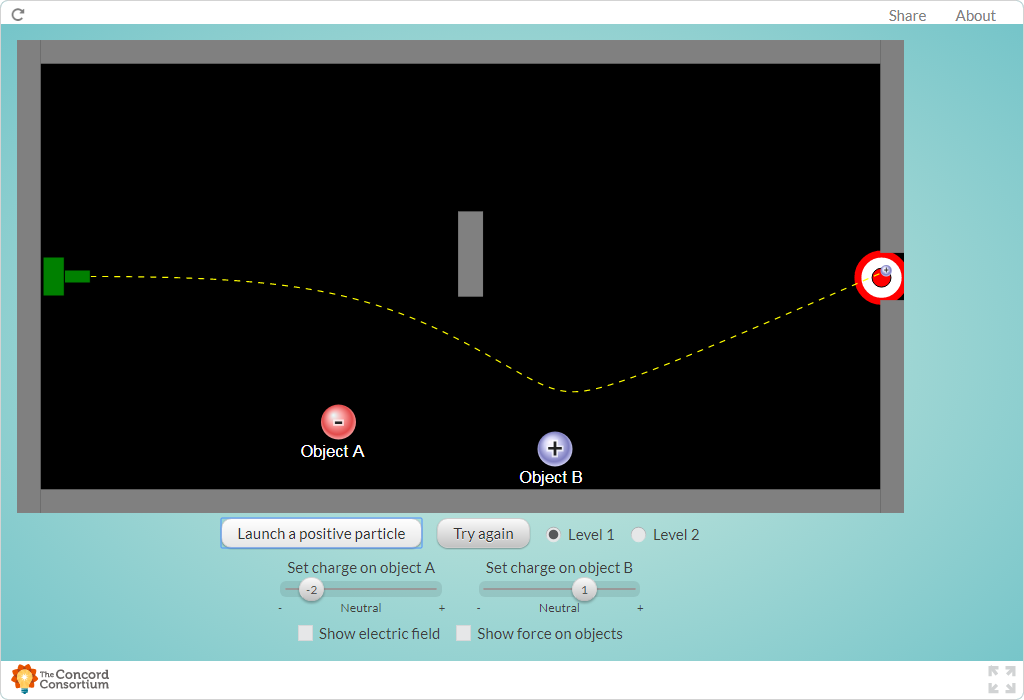 Share About
-
Object A
+
Object B
+
Launch a positive particle Try again Level 1 Level 2
Set charge on object A Set charge on object B
-2 1
- Neutral + - Neutral +
Show electric field Show force on objects
The Concord
Consortium